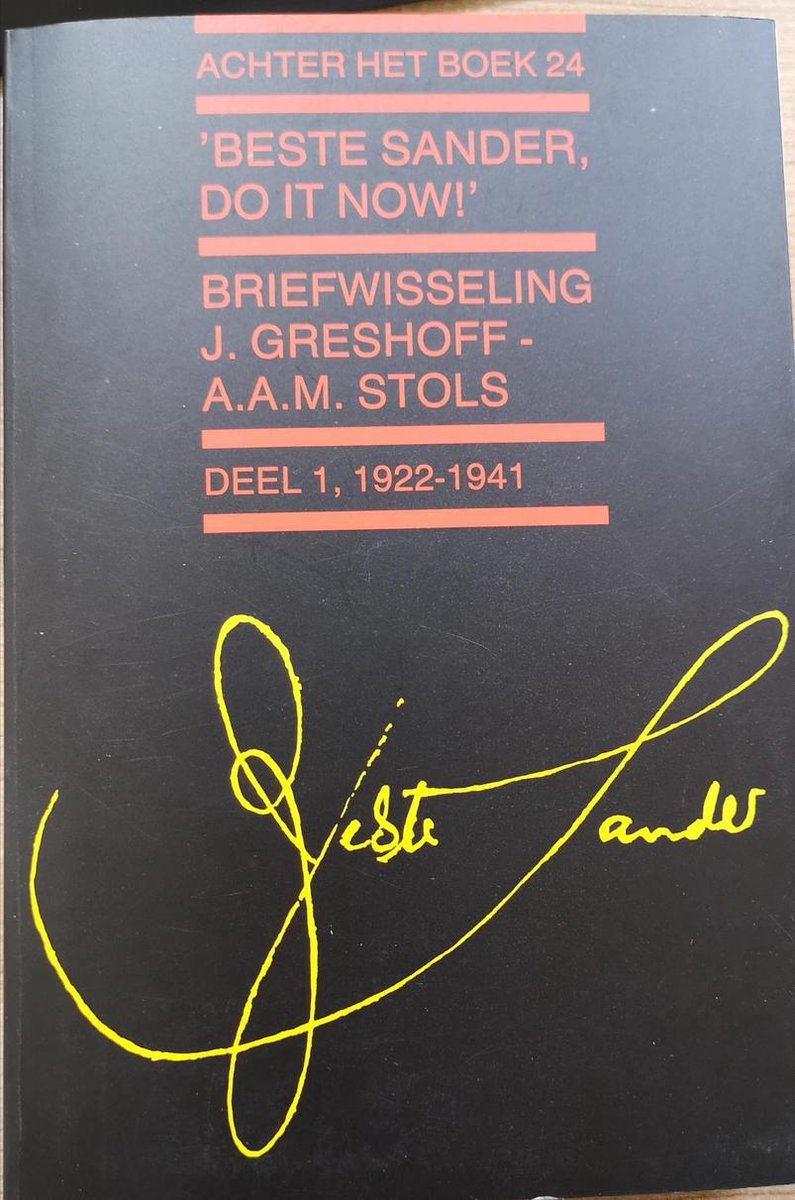 ACHTER HET BOEK 24
’BESTE SANDER,
DO IT NOW!’
BRIEFWISSELING
J. GRESHOFF -
A.A.M. STOLS
DEEL 1, 1922-1941
Beste Sander